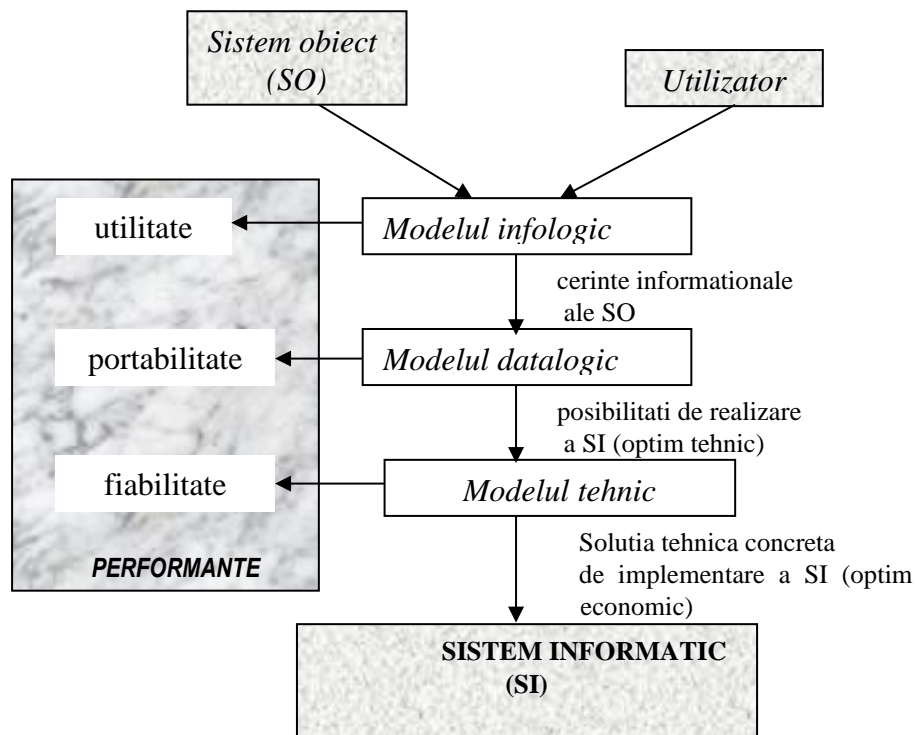 Sistem obiect
(SO)
Utilizator
utilitate
Modelul infologic
cerinte informationale
ale SO
portabilitate
Modelul datalogic
posibilitati de realizare
a SI (optim tehnic)
fiabilitate
Modelul tehnic
PERFORMANTE
Solutia tehnica concreta
de implementare a SI (optim
economic)
SISTEM INFORMATIC
(SI)